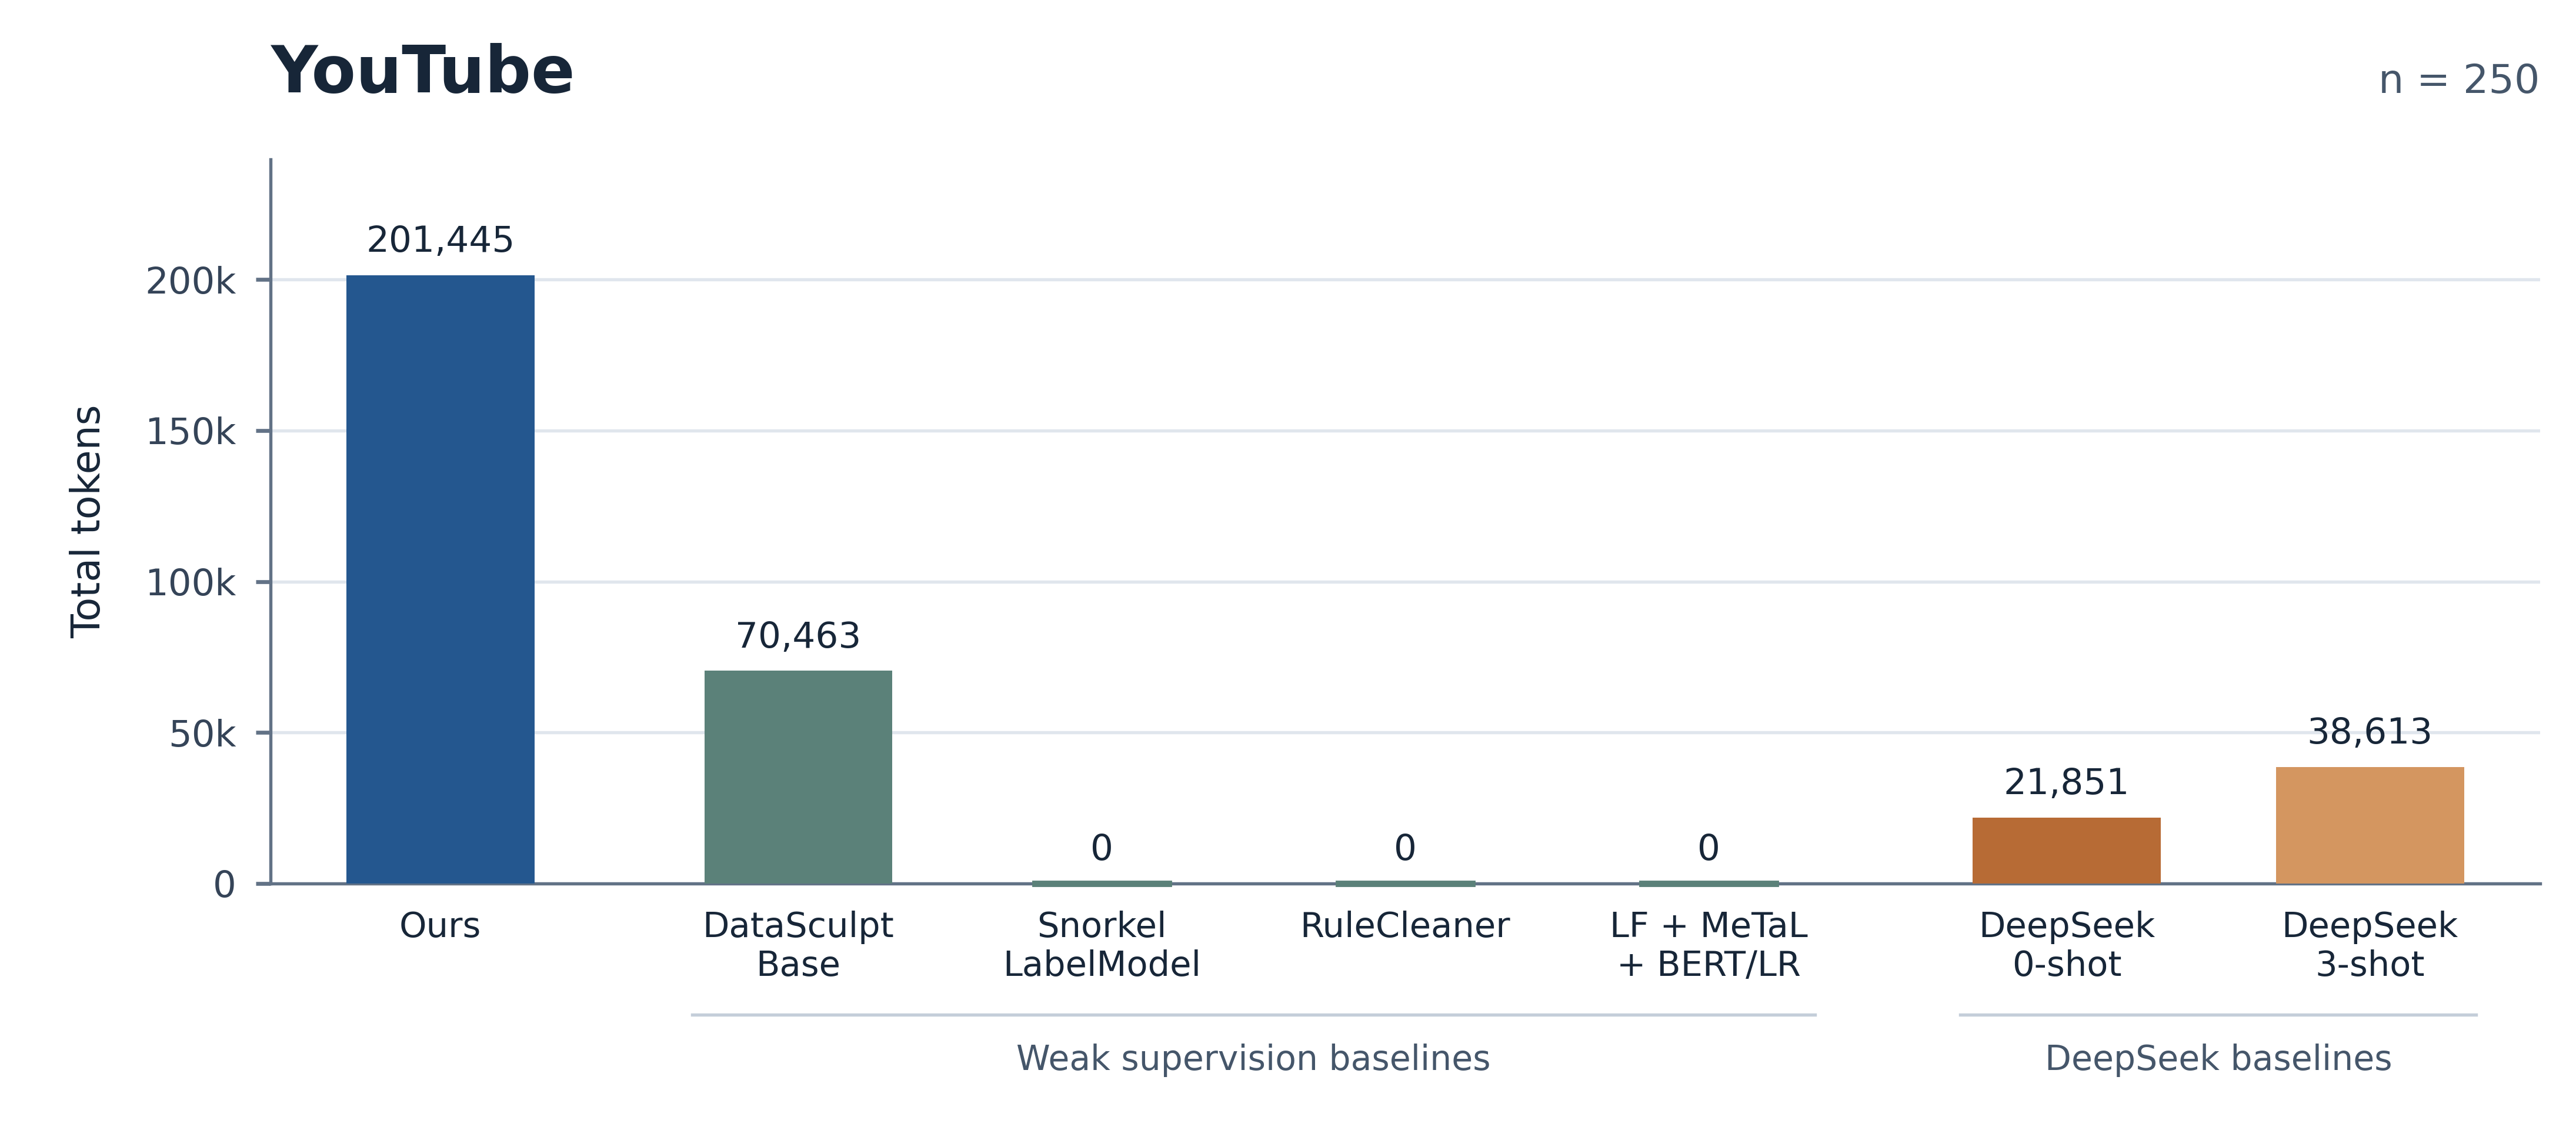 YouTube
n = 250
Total tokens
200k
150k
100k
50k
0
201,445
70,463
0
0
0
21,851
38,613
Ours
DataSculpt
Base
Snorkel
LabelModel
RuleCleaner
LF + MeTaL
+ BERT/LR
DeepSeek
0-shot
DeepSeek
3-shot
Weak supervision baselines
DeepSeek baselines